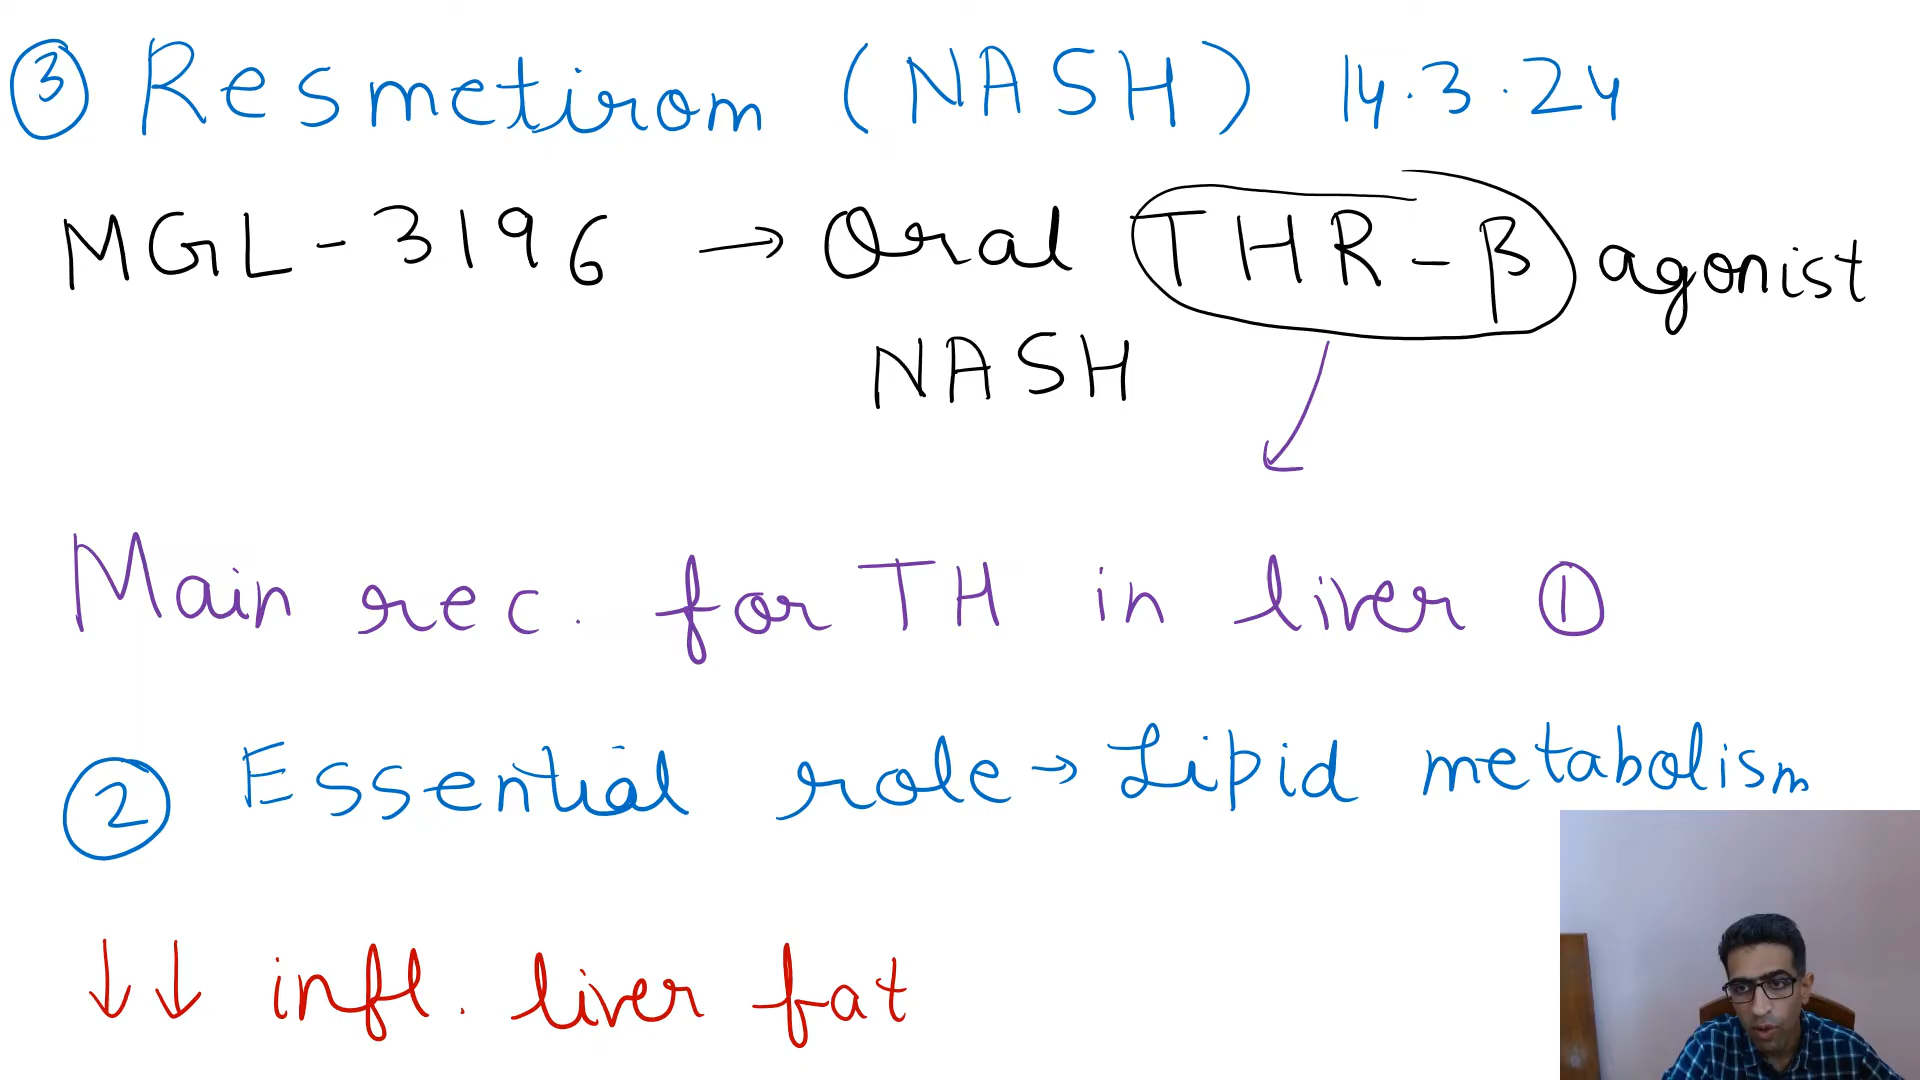 ③ Resmetirom (NASH) 14.3.24
MGL-3196 → Oral THR-β agonist
NASH
Main rec. for TH in liver ①
② Essential role → Lipid metabolism
↓↓ infl. liver fat